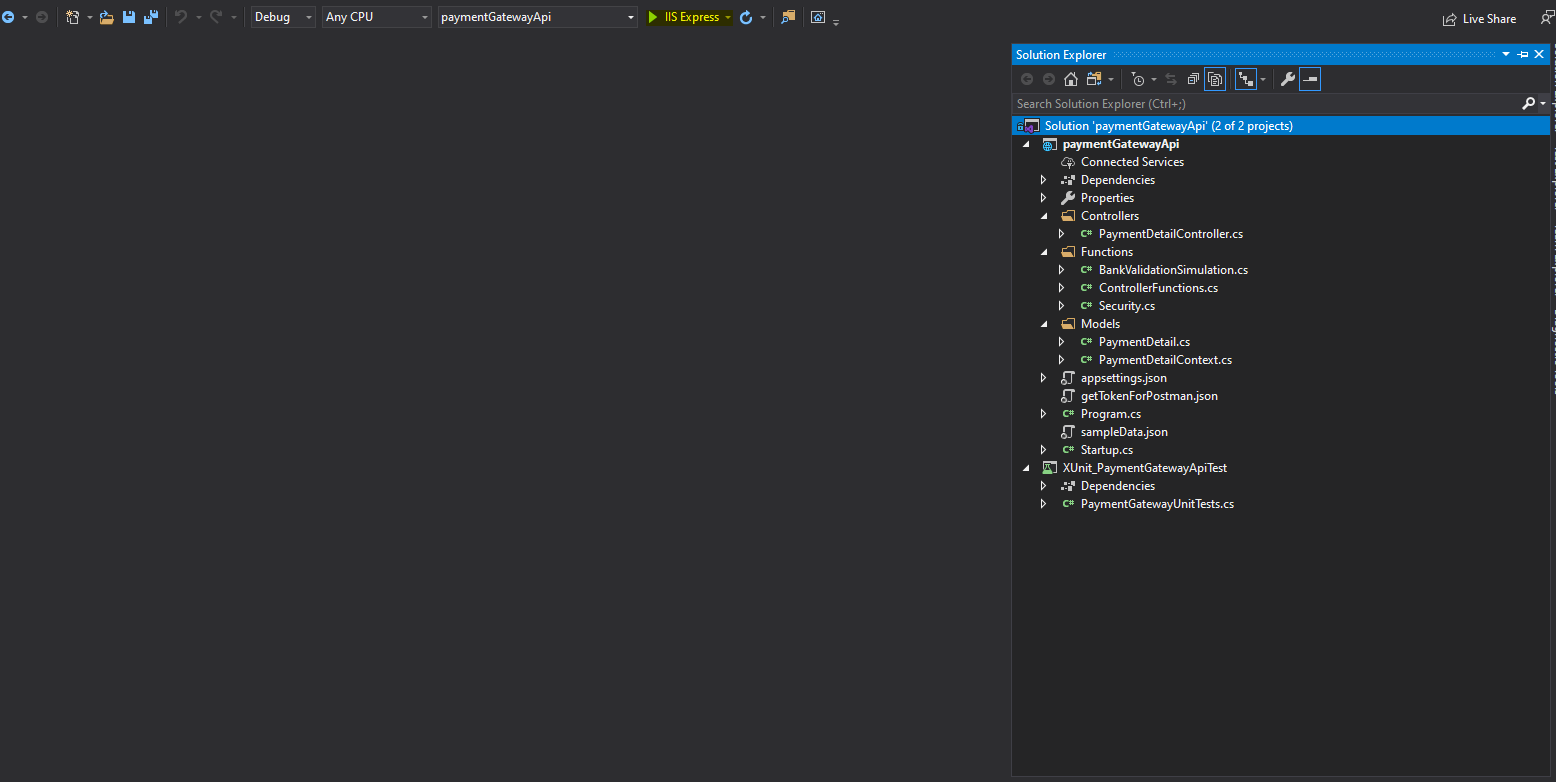 Debug
Any CPU
paymentGatewayApi
IIS Express
Live Share
Solution Explorer
Search Solution Explorer (Ctrl+;)
Solution 'paymentGatewayApi' (2 of 2 projects)
paymentGatewayApi
Connected Services
Dependencies
Properties
Controllers
C# PaymentDetailController.cs
Functions
C# BankValidationSimulation.cs
C# ControllerFunctions.cs
C# Security.cs
Models
C# PaymentDetail.cs
C# PaymentDetailContext.cs
appsettings.json
getTokenForPostman.json
C# Program.cs
sampleData.json
C# Startup.cs
XUnit_PaymentGatewayApiTest
Dependencies
C# PaymentGatewayUnitTests.cs